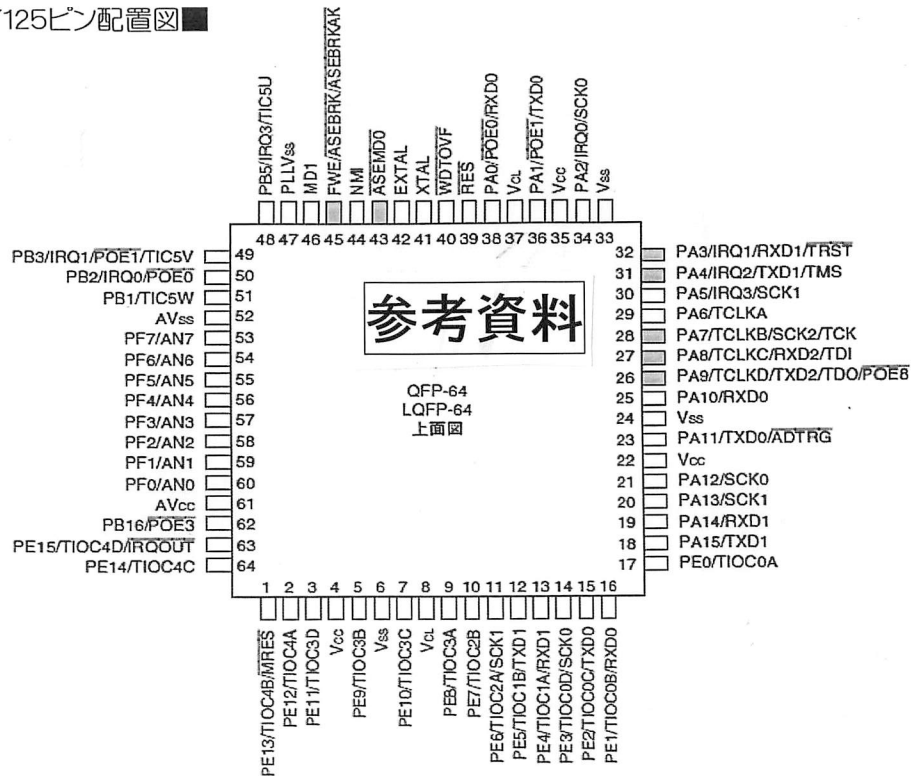 125ピン配置図■
PB5/IRQ3/TIC5U
PLLVss
MD1
FWE/ASEBRK/ASEBRKAK
NMI
ASEMD0
EXTAL
XTAL
WDTOVF
RES
PA0/POE0/RXD0
VCL
PA1/POE1/TXD0
Vcc
PA2/IRQ0/SCK0
Vss
48 47 46 45 44 43 42 41 40 39 38 37 36 35 34 33
PB3/IRQ1/POE1/TIC5V 49
PB2/IRQ0/POE0 50
PB1/TIC5W 51
AVss 52
PF7/AN7 53
PF6/AN6 54
PF5/AN5 55
PF4/AN4 56
PF3/AN3 57
PF2/AN2 58
PF1/AN1 59
PF0/AN0 60
AVcc 61
PB16/POE3 62
PE15/TIOC4D/IRQOUT 63
PE14/TIOC4C 64
参考資料
QFP-64
LQFP-64
上面図
32 PA3/IRQ1/RXD1/TRST
31 PA4/IRQ2/TXD1/TMS
30 PA5/IRQ3/SCK1
29 PA6/TCLKA
28 PA7/TCLKB/SCK2/TCK
27 PA8/TCLKC/RXD2/TDI
26 PA9/TCLKD/TXD2/TDO/POE8
25 PA10/RXD0
24 Vss
23 PA11/TXD0/ADTRG
22 Vcc
21 PA12/SCK0
20 PA13/SCK1
19 PA14/RXD1
18 PA15/TXD1
17 PE0/TIOC0A
1 2 3 4 5 6 7 8 9 10 11 12 13 14 15 16
PE13/TIOC4B/MRES
PE12/TIOC4A
PE11/TIOC3D
Vcc
PE9/TIOC3B
Vss
PE10/TIOC3C
VCL
PE8/TIOC3A
PE7/TIOC2B
PE6/TIOC2A/SCK1
PE5/TIOC1B/TXD1
PE4/TIOC1A/RXD1
PE3/TIOC0D/SCK0
PE2/TIOC0C/TXD0
PE1/TIOC0B/RXD0